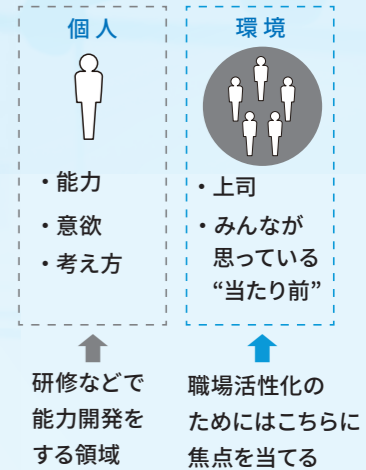 個人
・能力
・意欲
・考え方
研修などで
能力開発を
する領域
環境
・上司
・みんなが
思っている
“当たり前”
職場活性化の
ためにはこちらに
焦点を当てる